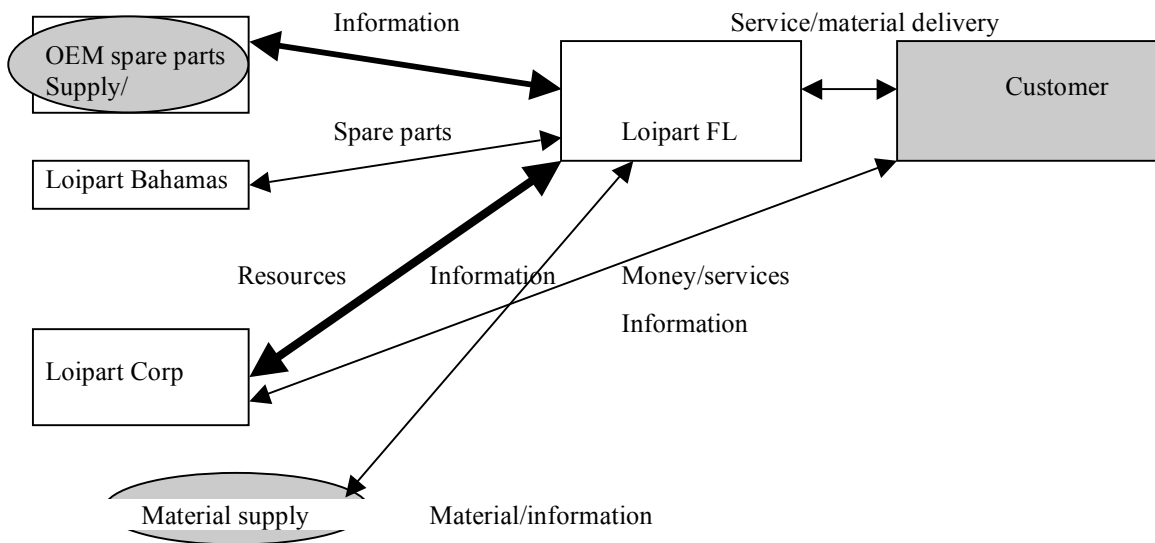 Information
Service/material delivery
OEM spare parts
Supply/
Customer
Spare parts
Loipart FL
Loipart Bahamas
Resources
Information
Money/services
Information
Loipart Corp
Material supply
Material/information